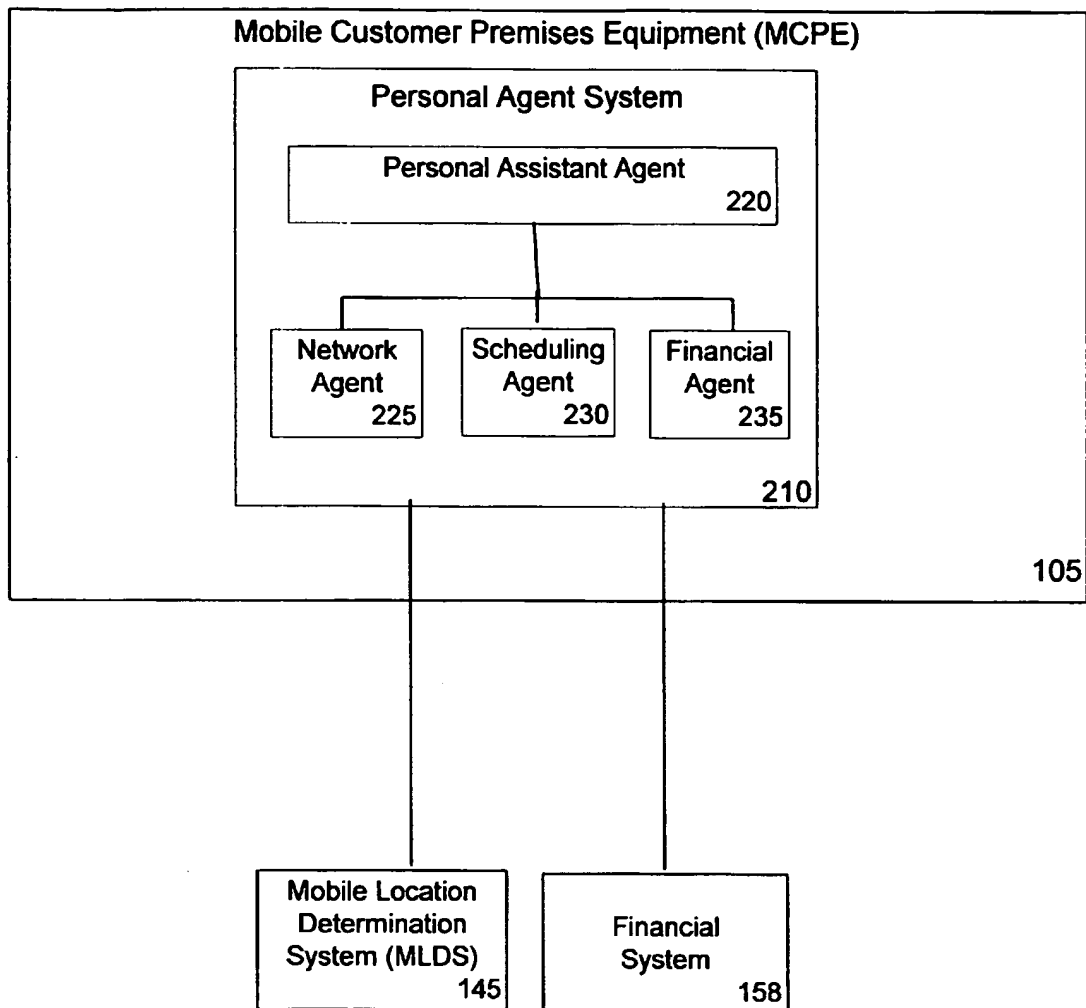 Mobile Customer Premises Equipment (MCPE)
Personal Agent System
Personal Assistant Agent
220
Network
Agent
225
Scheduling
Agent
230
Financial
Agent
235
210
105
Mobile Location
Determination
System (MLDS)
145
Financial
System
158